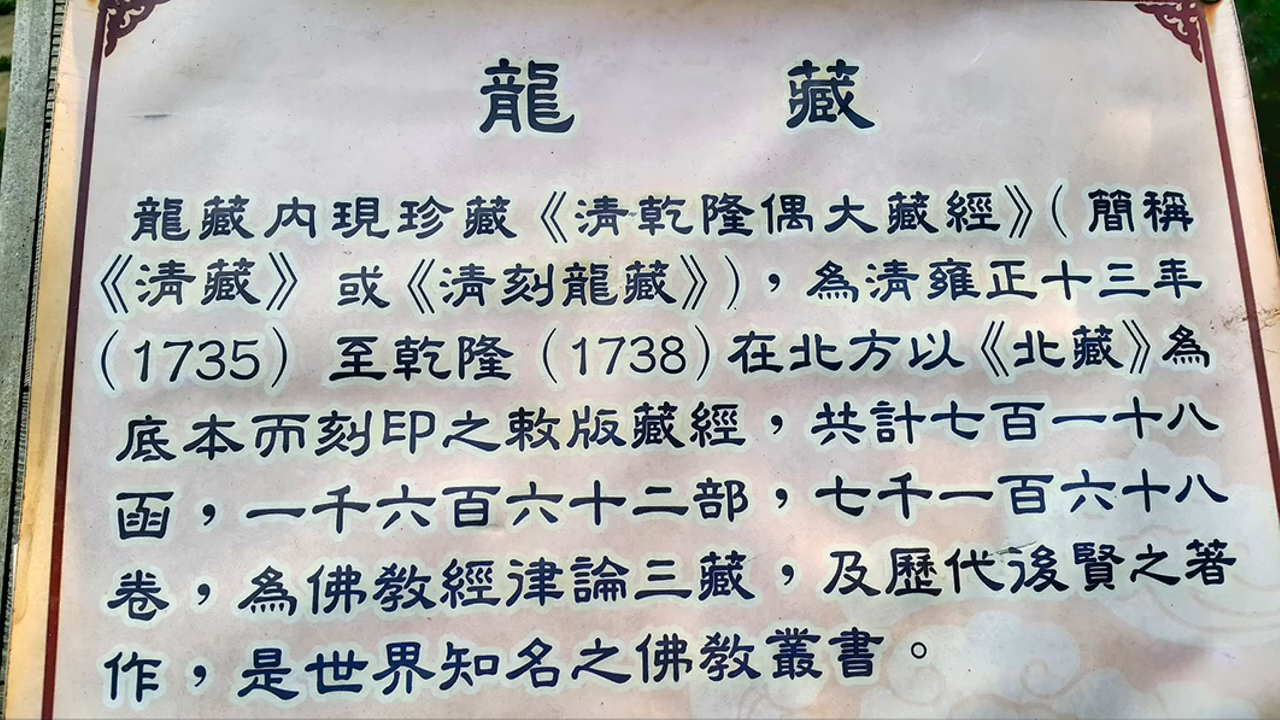 龍 藏
龍藏內現珍藏《清乾隆偶大藏經》(簡稱
《清藏》或《清刻龍藏》)，為清雍正十三年
(1735) 至乾隆(1738)在北方以《北藏》為
底本而刻印之敕版藏經，共計七百一十八
函，一千六百六十二部，七千一百六十八
卷，為佛教經律論三藏，及歷代後賢之著
作，是世界知名之佛教叢書。